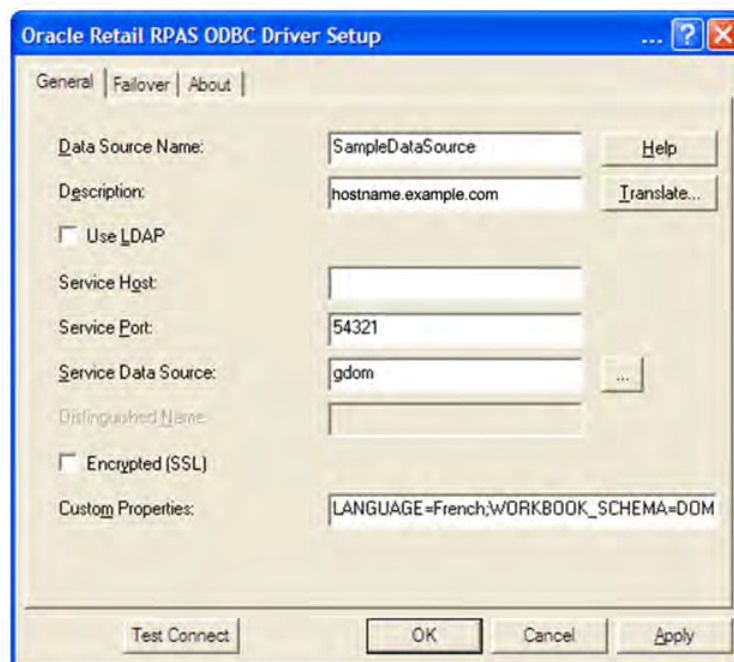 Oracle Retail RPAS ODBC Driver Setup ... ?
General Failover About
Data Source Name: SampleDataSource Help
Description: hostname.example.com Translate...
Use LDAP
Service Host:
Service Port: 54321
Service Data Source: gdom ...
Distinguished Name:
Encrypted (SSL)
Custom Properties: LANGUAGE=French;WORKBOOK_SCHEMA=DOM
Test Connect OK Cancel Apply